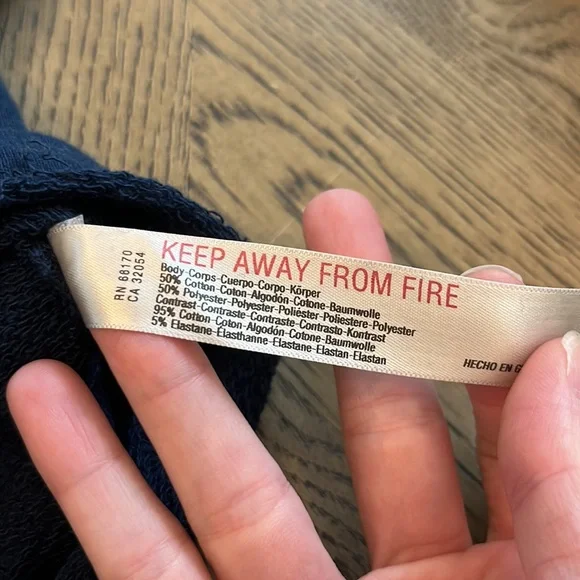 RN 68170
CA 32054
KEEP AWAY FROM FIRE
Body-Corps-Cuerpo-Corpo-Körper
50% Cotton-Coton-Algodón-Cotone-Baumwolle
50% Polyester-Polyester-Poliéster-Poliestere-Polyester
Contrast-Contraste-Contraste-Contrasto-Kontrast
95% Cotton-Coton-Algodón-Cotone-Baumwolle
5% Elastane-Élasthanne-Elastane-Elastan-Elastan
HECHO EN G